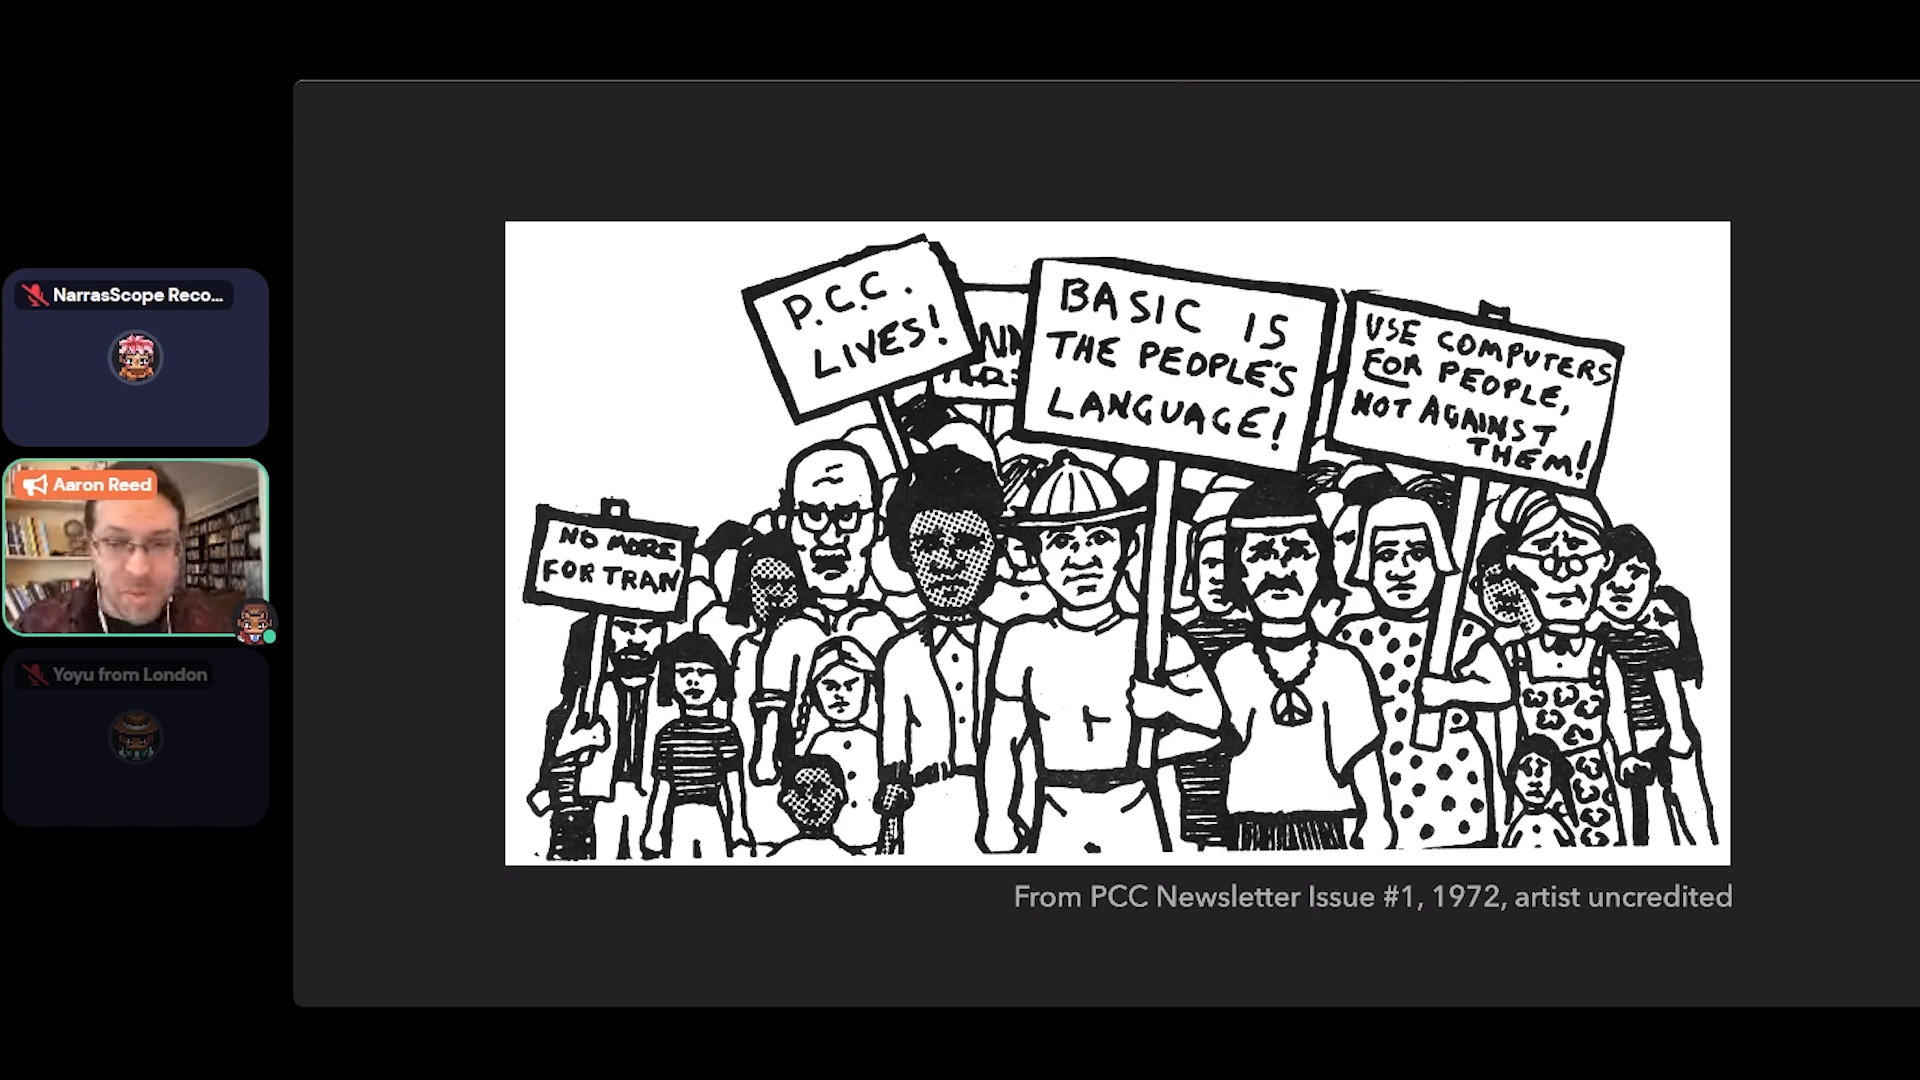 NarrasScope Reco...
Aaron Reed
Yoyu from London
P.C.C.
LIVES!
BASIC IS
THE PEOPLE'S
LANGUAGE!
USE COMPUTERS
FOR PEOPLE,
NOT AGAINST
THEM!
NO MORE
FOR TRAN
From PCC Newsletter Issue #1, 1972, artist uncredited